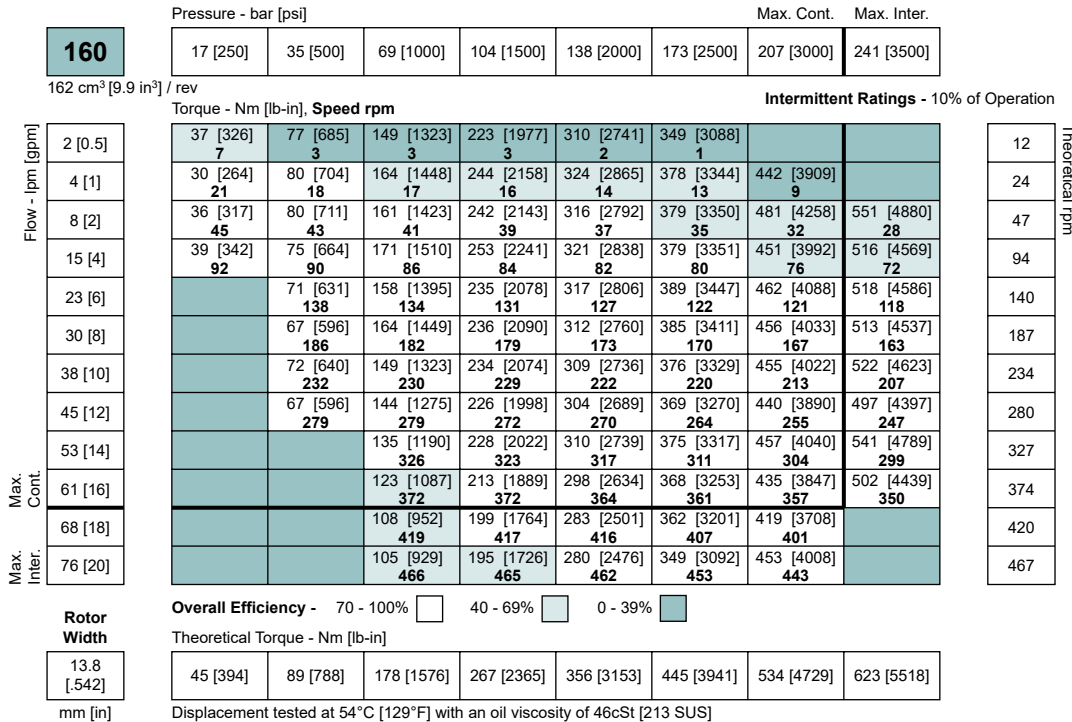 Pressure - bar [psi] Max. Cont. Max. Inter.
160 17 [250] 35 [500] 69 [1000] 104 [1500] 138 [2000] 173 [2500] 207 [3000] 241 [3500]
162 cm³ [9.9 in³] / rev
Torque - Nm [lb-in], Speed rpm Intermittent Ratings - 10% of Operation
Flow - lpm [gpm]
Theoretical rpm
2 [0.5] 37 [326] 77 [685] 149 [1323] 223 [1977] 310 [2741] 349 [3088] 12
7 3 3 3 2 1
4 [1] 30 [264] 80 [704] 164 [1448] 244 [2158] 324 [2865] 378 [3344] 442 [3909] 24
21 18 17 16 14 13 9
8 [2] 36 [317] 80 [711] 161 [1423] 242 [2143] 316 [2792] 379 [3350] 481 [4258] 551 [4880] 47
45 43 41 39 37 35 32 28
15 [4] 39 [342] 75 [664] 171 [1510] 253 [2241] 321 [2838] 379 [3351] 451 [3992] 516 [4569] 94
92 90 86 84 82 80 76 72
23 [6] 71 [631] 158 [1395] 235 [2078] 317 [2806] 389 [3447] 462 [4088] 518 [4586] 140
138 134 131 127 122 121 118
30 [8] 67 [596] 164 [1449] 236 [2090] 312 [2760] 385 [3411] 456 [4033] 513 [4537] 187
186 182 179 173 170 167 163
38 [10] 72 [640] 149 [1323] 234 [2074] 309 [2736] 376 [3329] 455 [4022] 522 [4623] 234
232 230 229 222 220 213 207
45 [12] 67 [596] 144 [1275] 226 [1998] 304 [2689] 369 [3270] 440 [3890] 497 [4397] 280
279 279 272 270 264 255 247
53 [14] 135 [1190] 228 [2022] 310 [2739] 375 [3317] 457 [4040] 541 [4789] 327
326 323 317 311 304 299
Max. Cont.
61 [16] 123 [1087] 213 [1889] 298 [2634] 368 [3253] 435 [3847] 502 [4439] 374
372 372 364 361 357 350
68 [18] 108 [952] 199 [1764] 283 [2501] 362 [3201] 419 [3708] 420
419 417 416 407 401
Max. Inter.
76 [20] 105 [929] 195 [1726] 280 [2476] 349 [3092] 453 [4008] 467
466 465 462 453 443
Overall Efficiency - 70 - 100% 40 - 69% 0 - 39%
Rotor
Width
Theoretical Torque - Nm [lb-in]
13.8
[.542]
45 [394] 89 [788] 178 [1576] 267 [2365] 356 [3153] 445 [3941] 534 [4729] 623 [5518]
mm [in] Displacement tested at 54°C [129°F] with an oil viscosity of 46cSt [213 SUS]